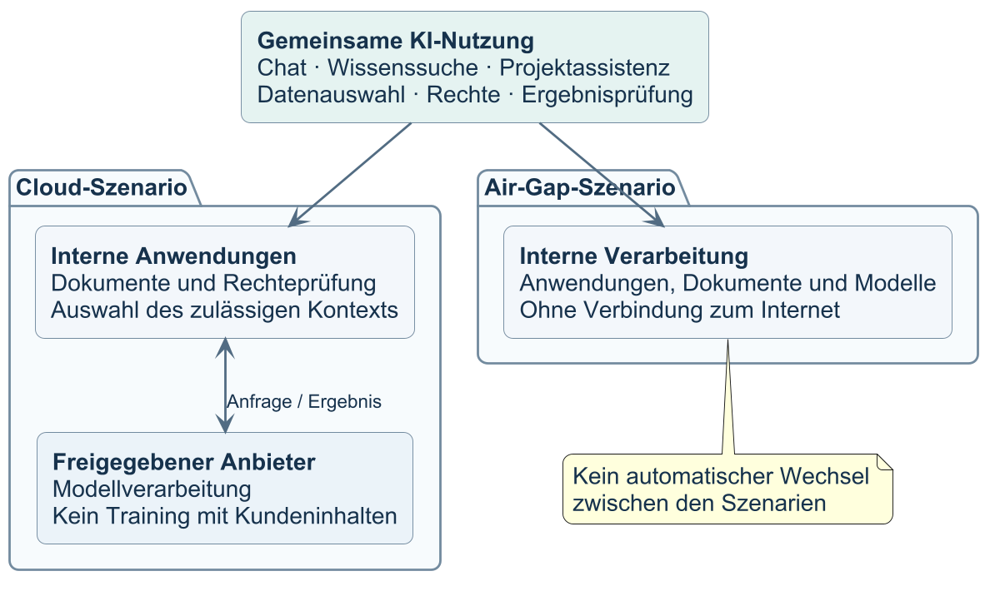 Gemeinsame KI-Nutzung
Chat · Wissenssuche · Projektassistenz
Datenauswahl · Rechte · Ergebnisprüfung
Cloud-Szenario
Interne Anwendungen
Dokumente und Rechteprüfung
Auswahl des zulässigen Kontexts
Anfrage / Ergebnis
Freigegebener Anbieter
Modellverarbeitung
Kein Training mit Kundeninhalten
Air-Gap-Szenario
Interne Verarbeitung
Anwendungen, Dokumente und Modelle
Ohne Verbindung zum Internet
Kein automatischer Wechsel
zwischen den Szenarien